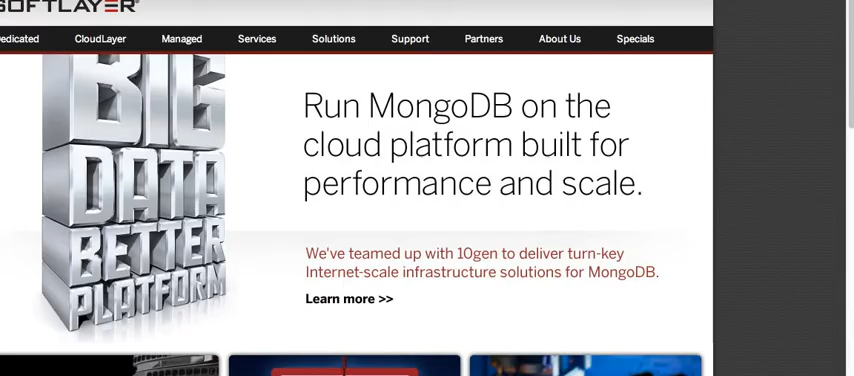 SOFTLAYER®
Dedicated CloudLayer Managed Services Solutions Support Partners About Us Specials
BIG
DATA
BETTER
PLATFORM
Run MongoDB on the
cloud platform built for
performance and scale.
We've teamed up with 10gen to deliver turn-key
Internet-scale infrastructure solutions for MongoDB.
Learn more >>